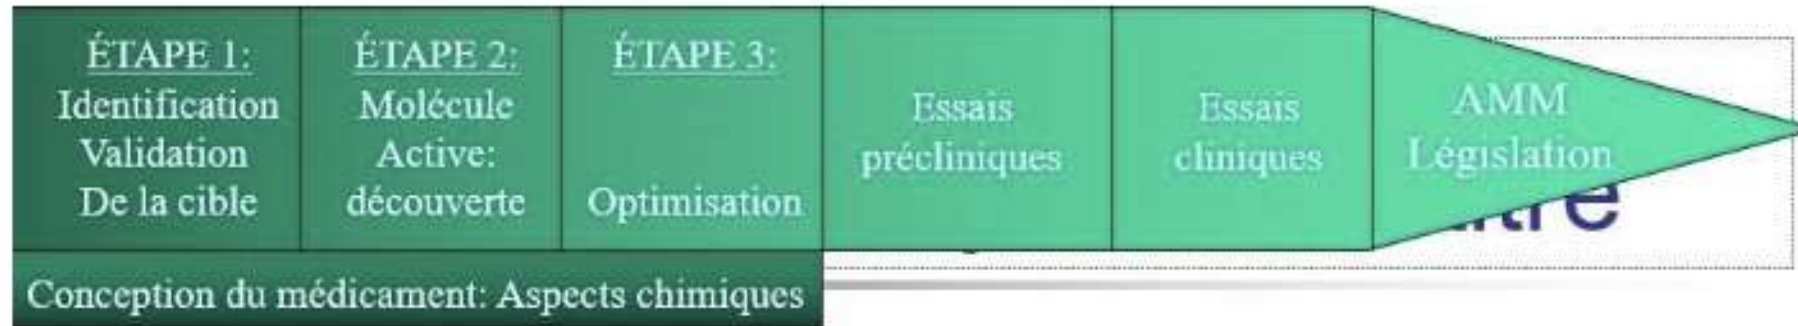 ÉTAPE 1:
Identification
Validation
De la cible
ÉTAPE 2:
Molécule
Active:
découverte
ÉTAPE 3:
Optimisation
Essais
précliniques
Essais
cliniques
AMM
Législation
Conception du médicament: Aspects chimiques